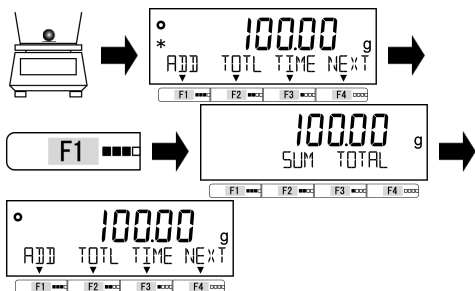 * 100.00 g
ADD TOTL TIME NEXT
F1 F2 F3 F4
F1
100.00 g
SUM TOTAL
F1 F2 F3 F4
100.00 g
ADD TOTL TIME NEXT
F1 F2 F3 F4